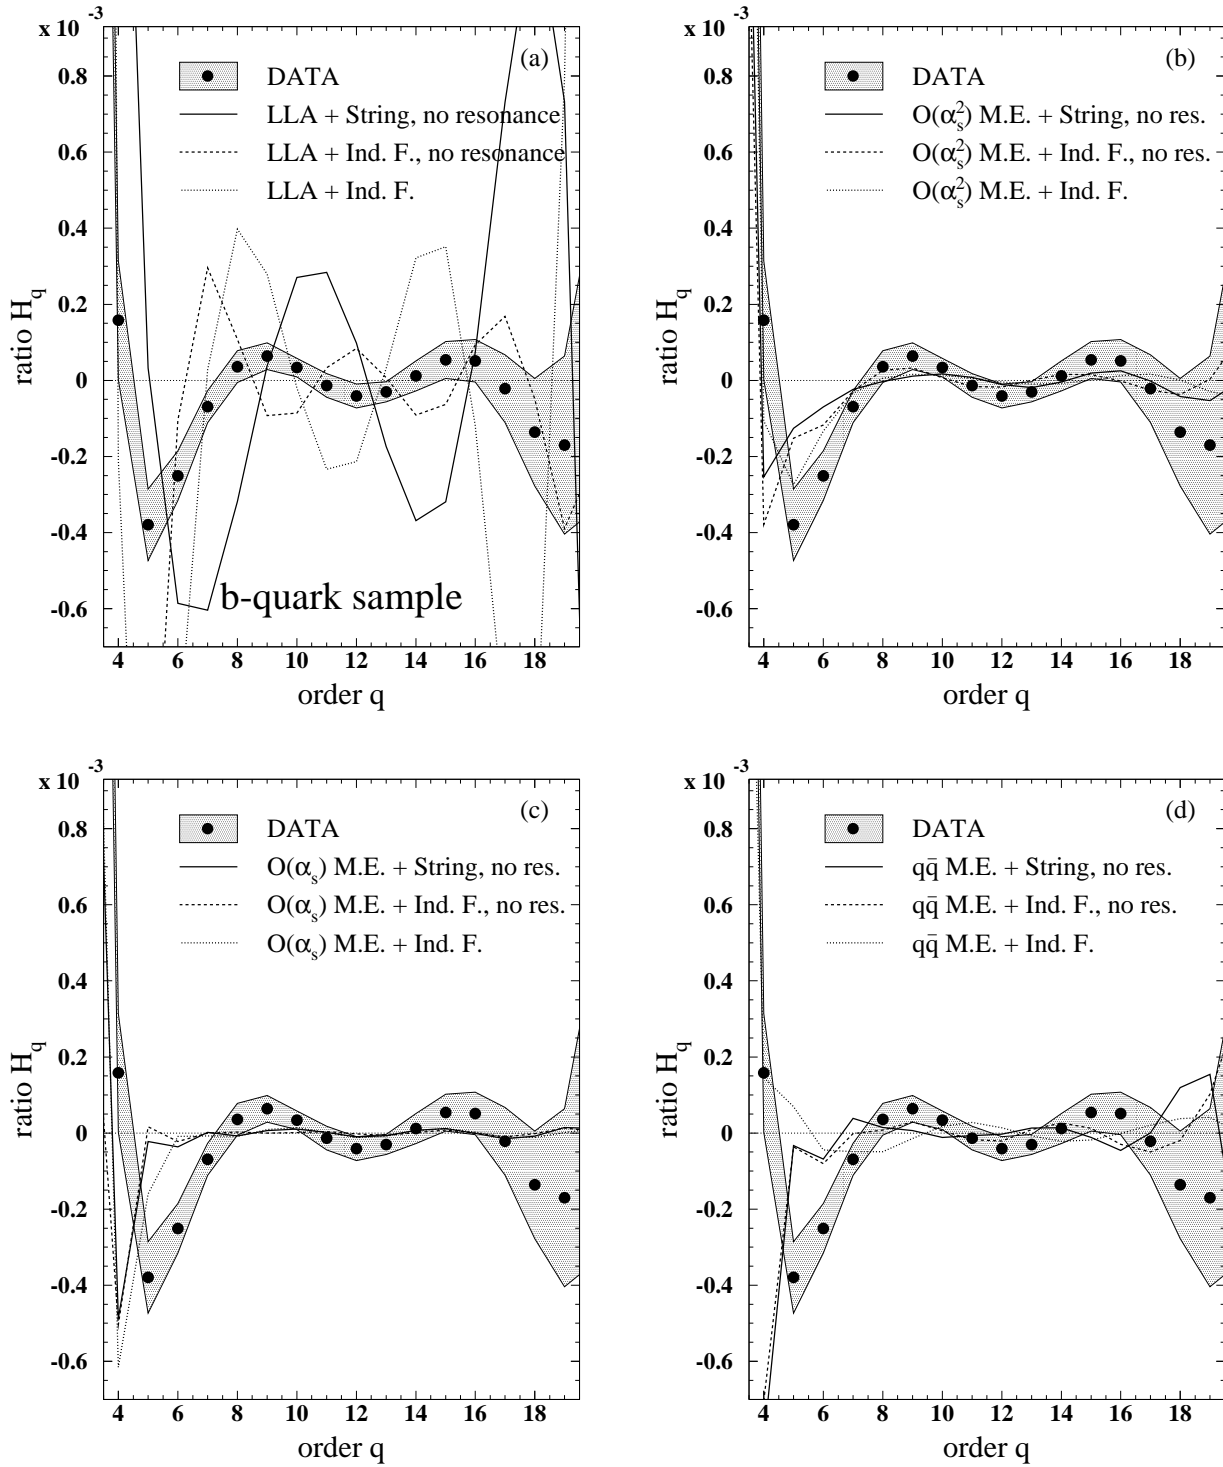 x 10 -3
(a)
DATA
LLA + String, no resonance
LLA + Ind. F., no resonance
LLA + Ind. F.
0.8
0.6
0.4
0.2
0
-0.2
-0.4
-0.6
ratio H_q
b-quark sample
4 6 8 10 12 14 16 18
order q
x 10 -3
(b)
DATA
O(α_s^2) M.E. + String, no res.
O(α_s^2) M.E. + Ind. F., no res.
O(α_s^2) M.E. + Ind. F.
0.8
0.6
0.4
0.2
0
-0.2
-0.4
-0.6
ratio H_q
4 6 8 10 12 14 16 18
order q
x 10 -3
(c)
DATA
O(α_s) M.E. + String, no res.
O(α_s) M.E. + Ind. F., no res.
O(α_s) M.E. + Ind. F.
0.8
0.6
0.4
0.2
0
-0.2
-0.4
-0.6
ratio H_q
4 6 8 10 12 14 16 18
order q
x 10 -3
(d)
DATA
qq̄ M.E. + String, no res.
qq̄ M.E. + Ind. F., no res.
qq̄ M.E. + Ind. F.
0.8
0.6
0.4
0.2
0
-0.2
-0.4
-0.6
ratio H_q
4 6 8 10 12 14 16 18
order q